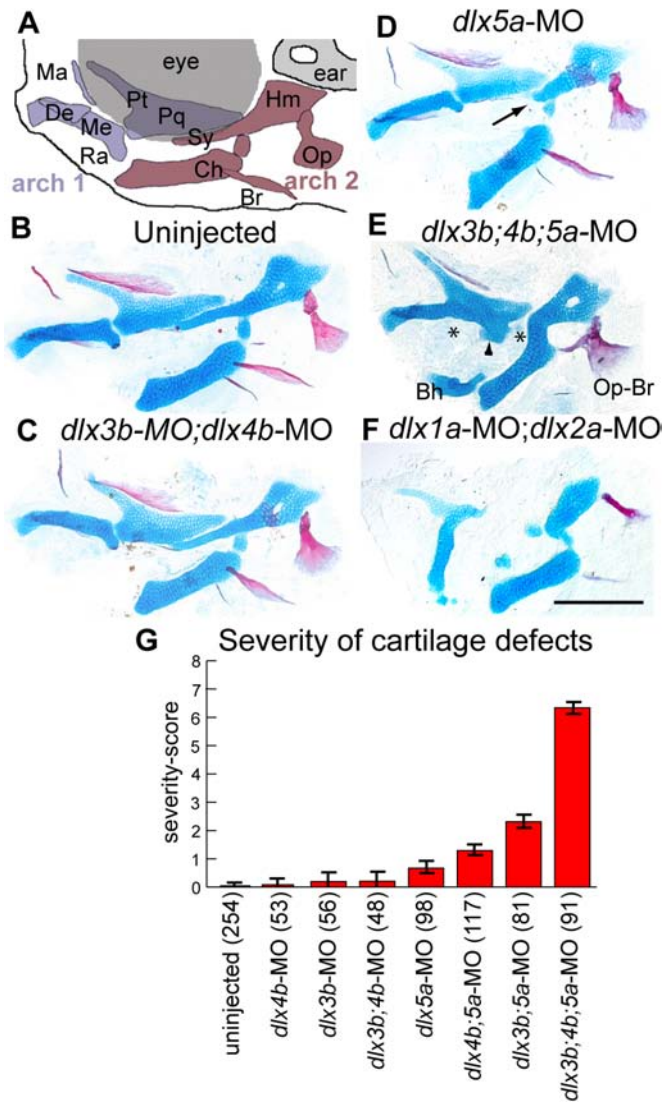 A
eye
ear
Ma
Pt
Hm
De
Me
Pq
Sy
Ra
Op
Ch
arch 1
arch 2
Br
B
Uninjected
C
dlx3b-MO;dlx4b-MO
D
dlx5a-MO
E
dlx3b;4b;5a-MO
*
*
Bh
Op-Br
F
dlx1a-MO;dlx2a-MO
G Severity of cartilage defects
severity-score
8
7
6
5
4
3
2
1
0
uninjected (254)
dlx4b-MO (53)
dlx3b-MO (56)
dlx3b;4b-MO (48)
dlx5a-MO (98)
dlx4b;5a-MO (117)
dlx3b;5a-MO (81)
dlx3b;4b;5a-MO (91)